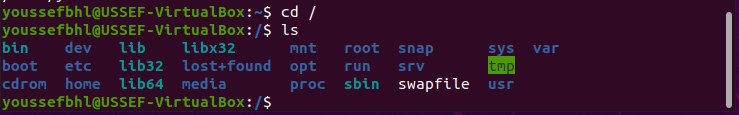 youssefbhl@USSEF-VirtualBox:~$ cd /
youssefbhl@USSEF-VirtualBox:/$ ls
bin dev lib libx32 mnt root snap sys var
boot etc lib32 lost+found opt run srv tmp
cdrom home lib64 media proc sbin swapfile usr
youssefbhl@USSEF-VirtualBox:/$